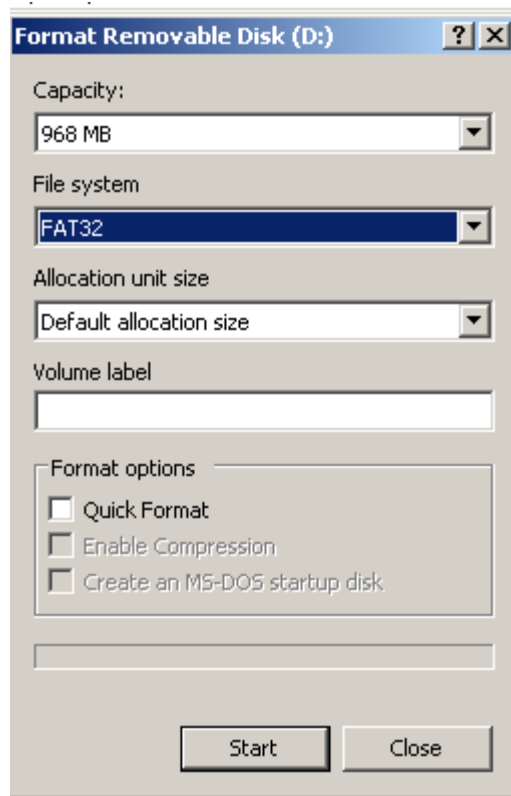 Format Removable Disk (D:)
Capacity:
968 MB
File system
FAT32
Allocation unit size
Default allocation size
Volume label
Format options
Quick Format
Enable Compression
Create an MS-DOS startup disk
Start
Close